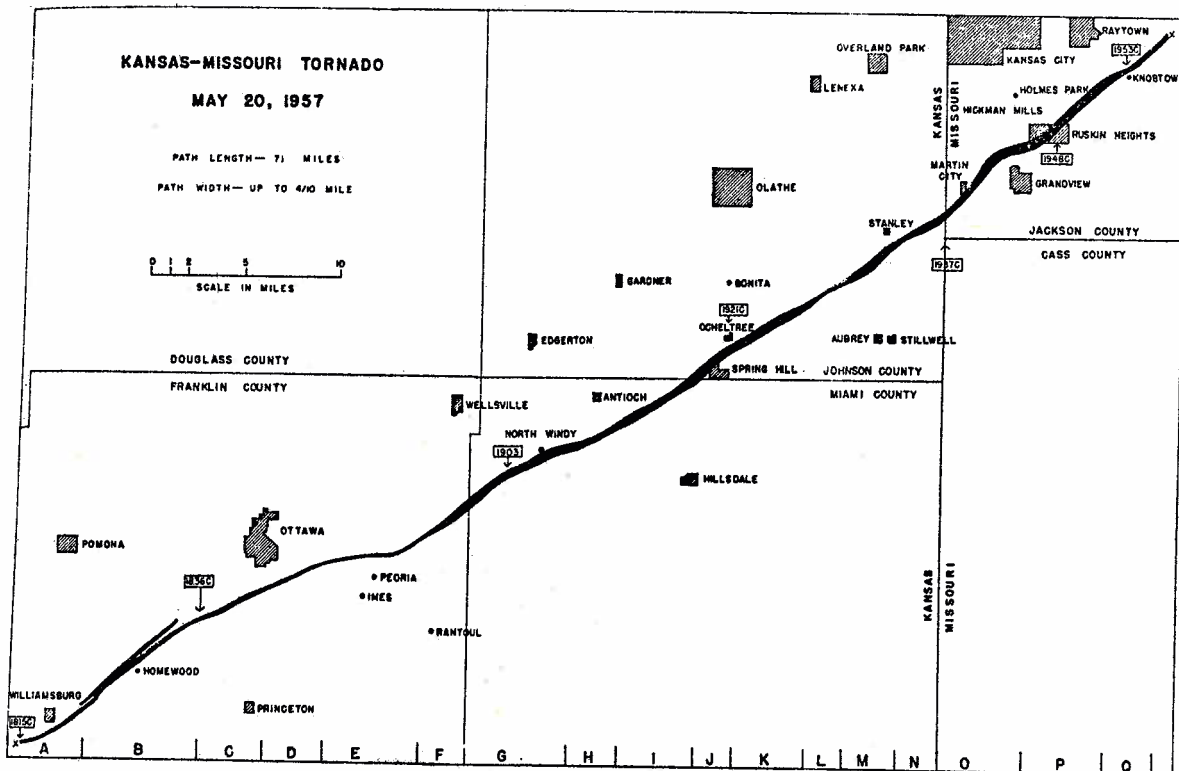 KANSAS-MISSOURI TORNADO
MAY 20, 1957
PATH LENGTH — 71 MILES
PATH WIDTH — UP TO 4/10 MILE
0 1 2 5 10
SCALE IN MILES
RAYTOWN
OVERLAND PARK
KANSAS CITY
1953C
KNOBTOW
LENEXA
HOLMES PARK
HICKMAN MILLS
KANSAS
MISSOURI
RUSKIN HEIGHTS
1948C
MARTIN
CITY
GRANDVIEW
OLATHE
STANLEY
JACKSON COUNTY
CASS COUNTY
1937C
GARDNER
BONITA
1921C
OCHELTREE
EDGERTON
AUBREY
STILLWELL
DOUGLASS COUNTY
FRANKLIN COUNTY
SPRING HILL
JOHNSON COUNTY
MIAMI COUNTY
WELLSVILLE
ANTIOCH
NORTH WINDY
1903
HILLSDALE
OTTAWA
POMONA
PEORIA
IMES
1836C
RANTOUL
KANSAS
MISSOURI
HOMEWOOD
WILLIAMSBURG
PRINCETON
1815C
X
X
A B C D E F G H I J K L M N O P Q